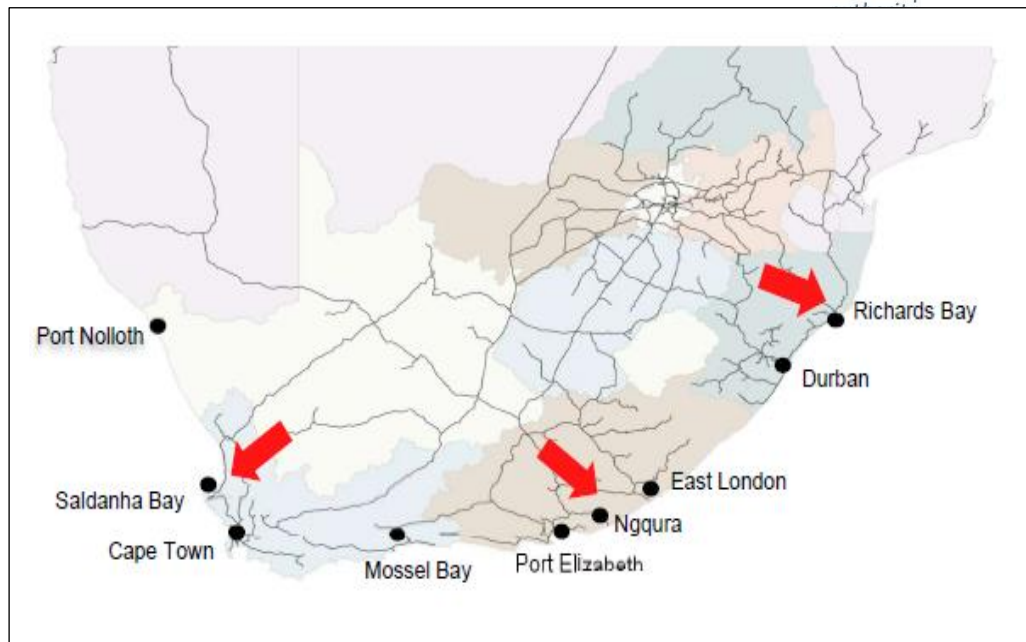 Port Nolloth
Richards Bay
Durban
Saldanha Bay
East London
Ngqura
Cape Town
Mossel Bay
Port Elizabeth